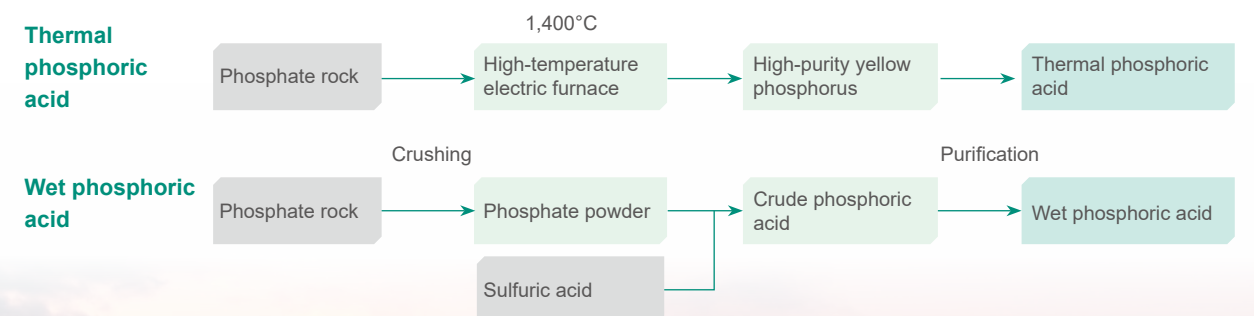 1,400°C
Thermal
phosphoric
acid
Phosphate rock
High-temperature
electric furnace
High-purity yellow
phosphorus
Thermal phosphoric
acid
Crushing
Purification
Wet phosphoric
acid
Phosphate rock
Phosphate powder
Crude phosphoric
acid
Wet phosphoric acid
Sulfuric acid